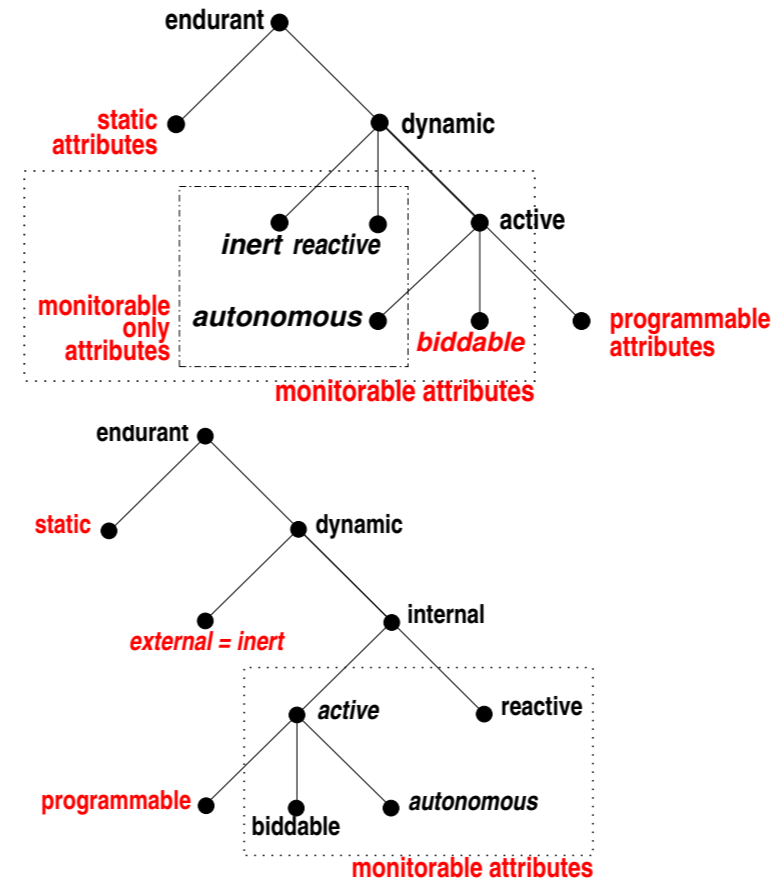 endurant
static
attributes
dynamic
inert reactive
active
monitorable
only
attributes
autonomous
biddable
programmable
attributes
monitorable attributes
endurant
static
dynamic
external = inert
internal
active
reactive
programmable
biddable
autonomous
monitorable attributes